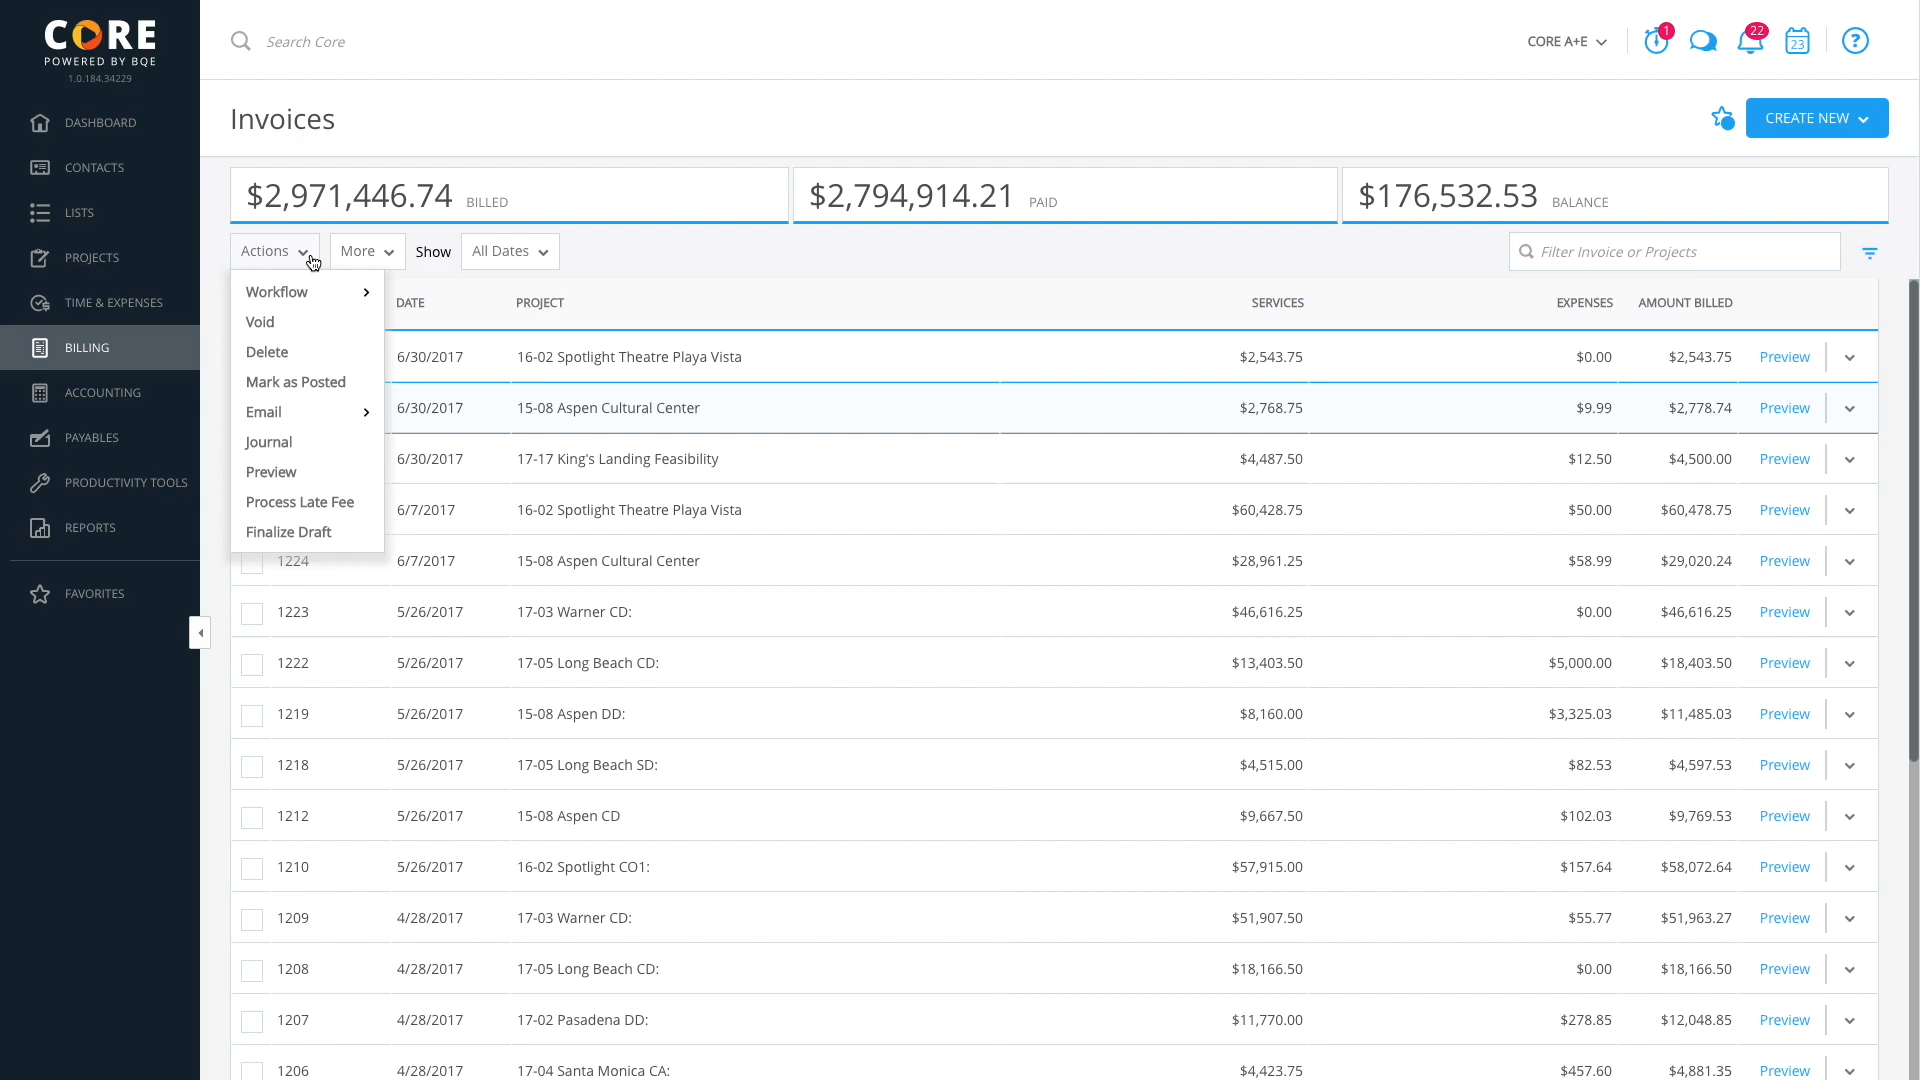 CORE
POWERED BY BQE
1.0.184.34229
DASHBOARD
CONTACTS
LISTS
PROJECTS
TIME & EXPENSES
BILLING
ACCOUNTING
PAYABLES
PRODUCTIVITY TOOLS
REPORTS
FAVORITES
Search Core
CORE A+E
1
22
23
?
Invoices
CREATE NEW
$2,971,446.74 BILLED
$2,794,914.21 PAID
$176,532.53 BALANCE
Actions More Show All Dates
Filter Invoice or Projects
Workflow
Void
Delete
Mark as Posted
Email
Journal
Preview
Process Late Fee
Finalize Draft
DATE PROJECT SERVICES EXPENSES AMOUNT BILLED
6/30/2017 16-02 Spotlight Theatre Playa Vista $2,543.75 $0.00 $2,543.75 Preview
6/30/2017 15-08 Aspen Cultural Center $2,768.75 $9.99 $2,778.74 Preview
6/30/2017 17-17 King's Landing Feasibility $4,487.50 $12.50 $4,500.00 Preview
6/7/2017 16-02 Spotlight Theatre Playa Vista $60,428.75 $50.00 $60,478.75 Preview
1224 6/7/2017 15-08 Aspen Cultural Center $28,961.25 $58.99 $29,020.24 Preview
1223 5/26/2017 17-03 Warner CD: $46,616.25 $0.00 $46,616.25 Preview
1222 5/26/2017 17-05 Long Beach CD: $13,403.50 $5,000.00 $18,403.50 Preview
1219 5/26/2017 15-08 Aspen DD: $8,160.00 $3,325.03 $11,485.03 Preview
1218 5/26/2017 17-05 Long Beach SD: $4,515.00 $82.53 $4,597.53 Preview
1212 5/26/2017 15-08 Aspen CD $9,667.50 $102.03 $9,769.53 Preview
1210 5/26/2017 16-02 Spotlight CO1: $57,915.00 $157.64 $58,072.64 Preview
1209 4/28/2017 17-03 Warner CD: $51,907.50 $55.77 $51,963.27 Preview
1208 4/28/2017 17-05 Long Beach CD: $18,166.50 $0.00 $18,166.50 Preview
1207 4/28/2017 17-02 Pasadena DD: $11,770.00 $278.85 $12,048.85 Preview
1206 4/28/2017 17-04 Santa Monica CA: $4,423.75 $457.60 $4,881.35 Preview